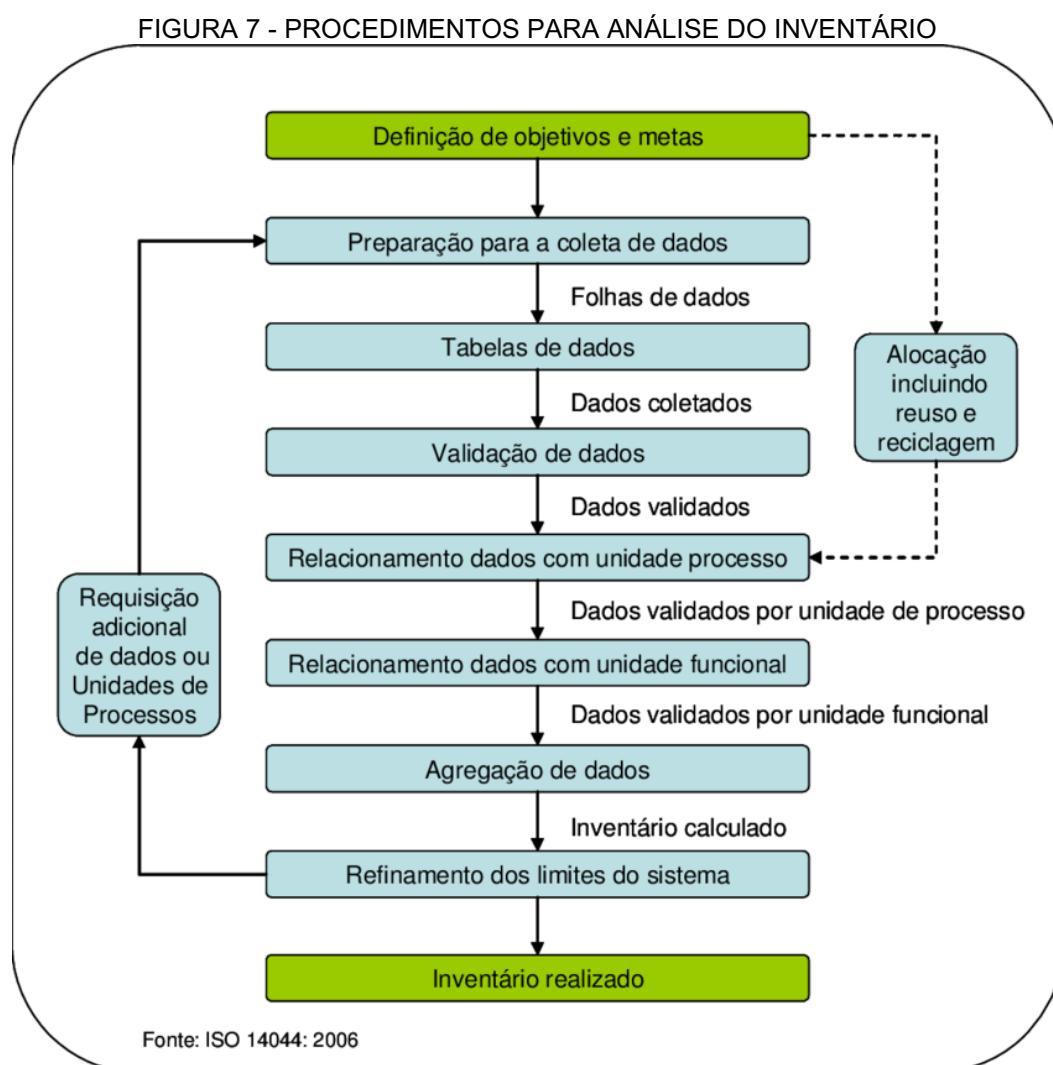 FIGURA 7 - PROCEDIMENTOS PARA ANÁLISE DO INVENTÁRIO
Definição de objetivos e metas
Preparação para a coleta de dados
Folhas de dados
Tabelas de dados
Alocação
incluindo
reuso e
reciclagem
Dados coletados
Validação de dados
Dados validados
Relacionamento dados com unidade processo
Requisição
adicional
de dados ou
Unidades de
Processos
Dados validados por unidade de processo
Relacionamento dados com unidade funcional
Dados validados por unidade funcional
Agregação de dados
Inventário calculado
Refinamento dos limites do sistema
Inventário realizado
Fonte: ISO 14044: 2006